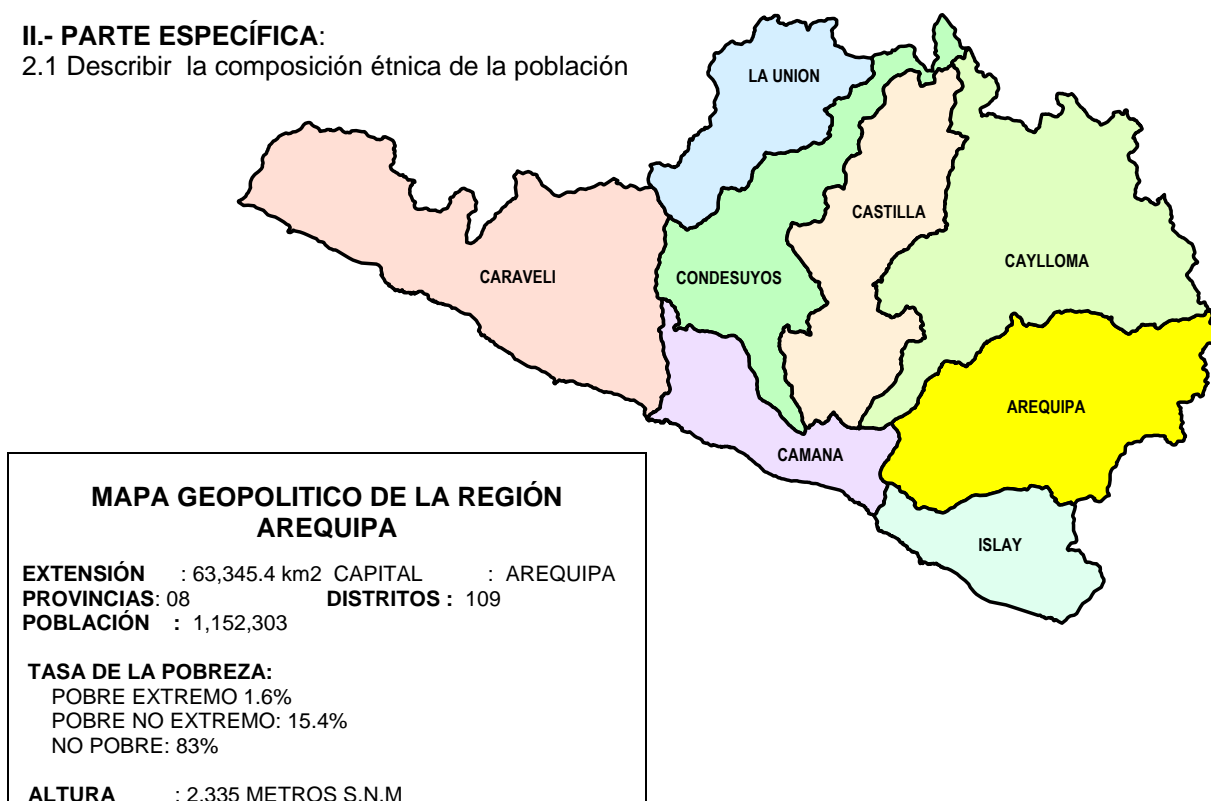 II.- PARTE ESPECÍFICA:
2.1 Describir la composición étnica de la población
LA UNION
CASTILLA
CAYLLOMA
CARAVELI
CONDESUYOS
AREQUIPA
CAMANA
ISLAY
MAPA GEOPOLITICO DE LA REGIÓN
AREQUIPA
EXTENSIÓN : 63,345.4 km2 CAPITAL : AREQUIPA
PROVINCIAS: 08 DISTRITOS : 109
POBLACIÓN : 1,152,303
TASA DE LA POBREZA:
POBRE EXTREMO 1.6%
POBRE NO EXTREMO: 15.4%
NO POBRE: 83%
ALTURA : 2,335 METROS S.N.M